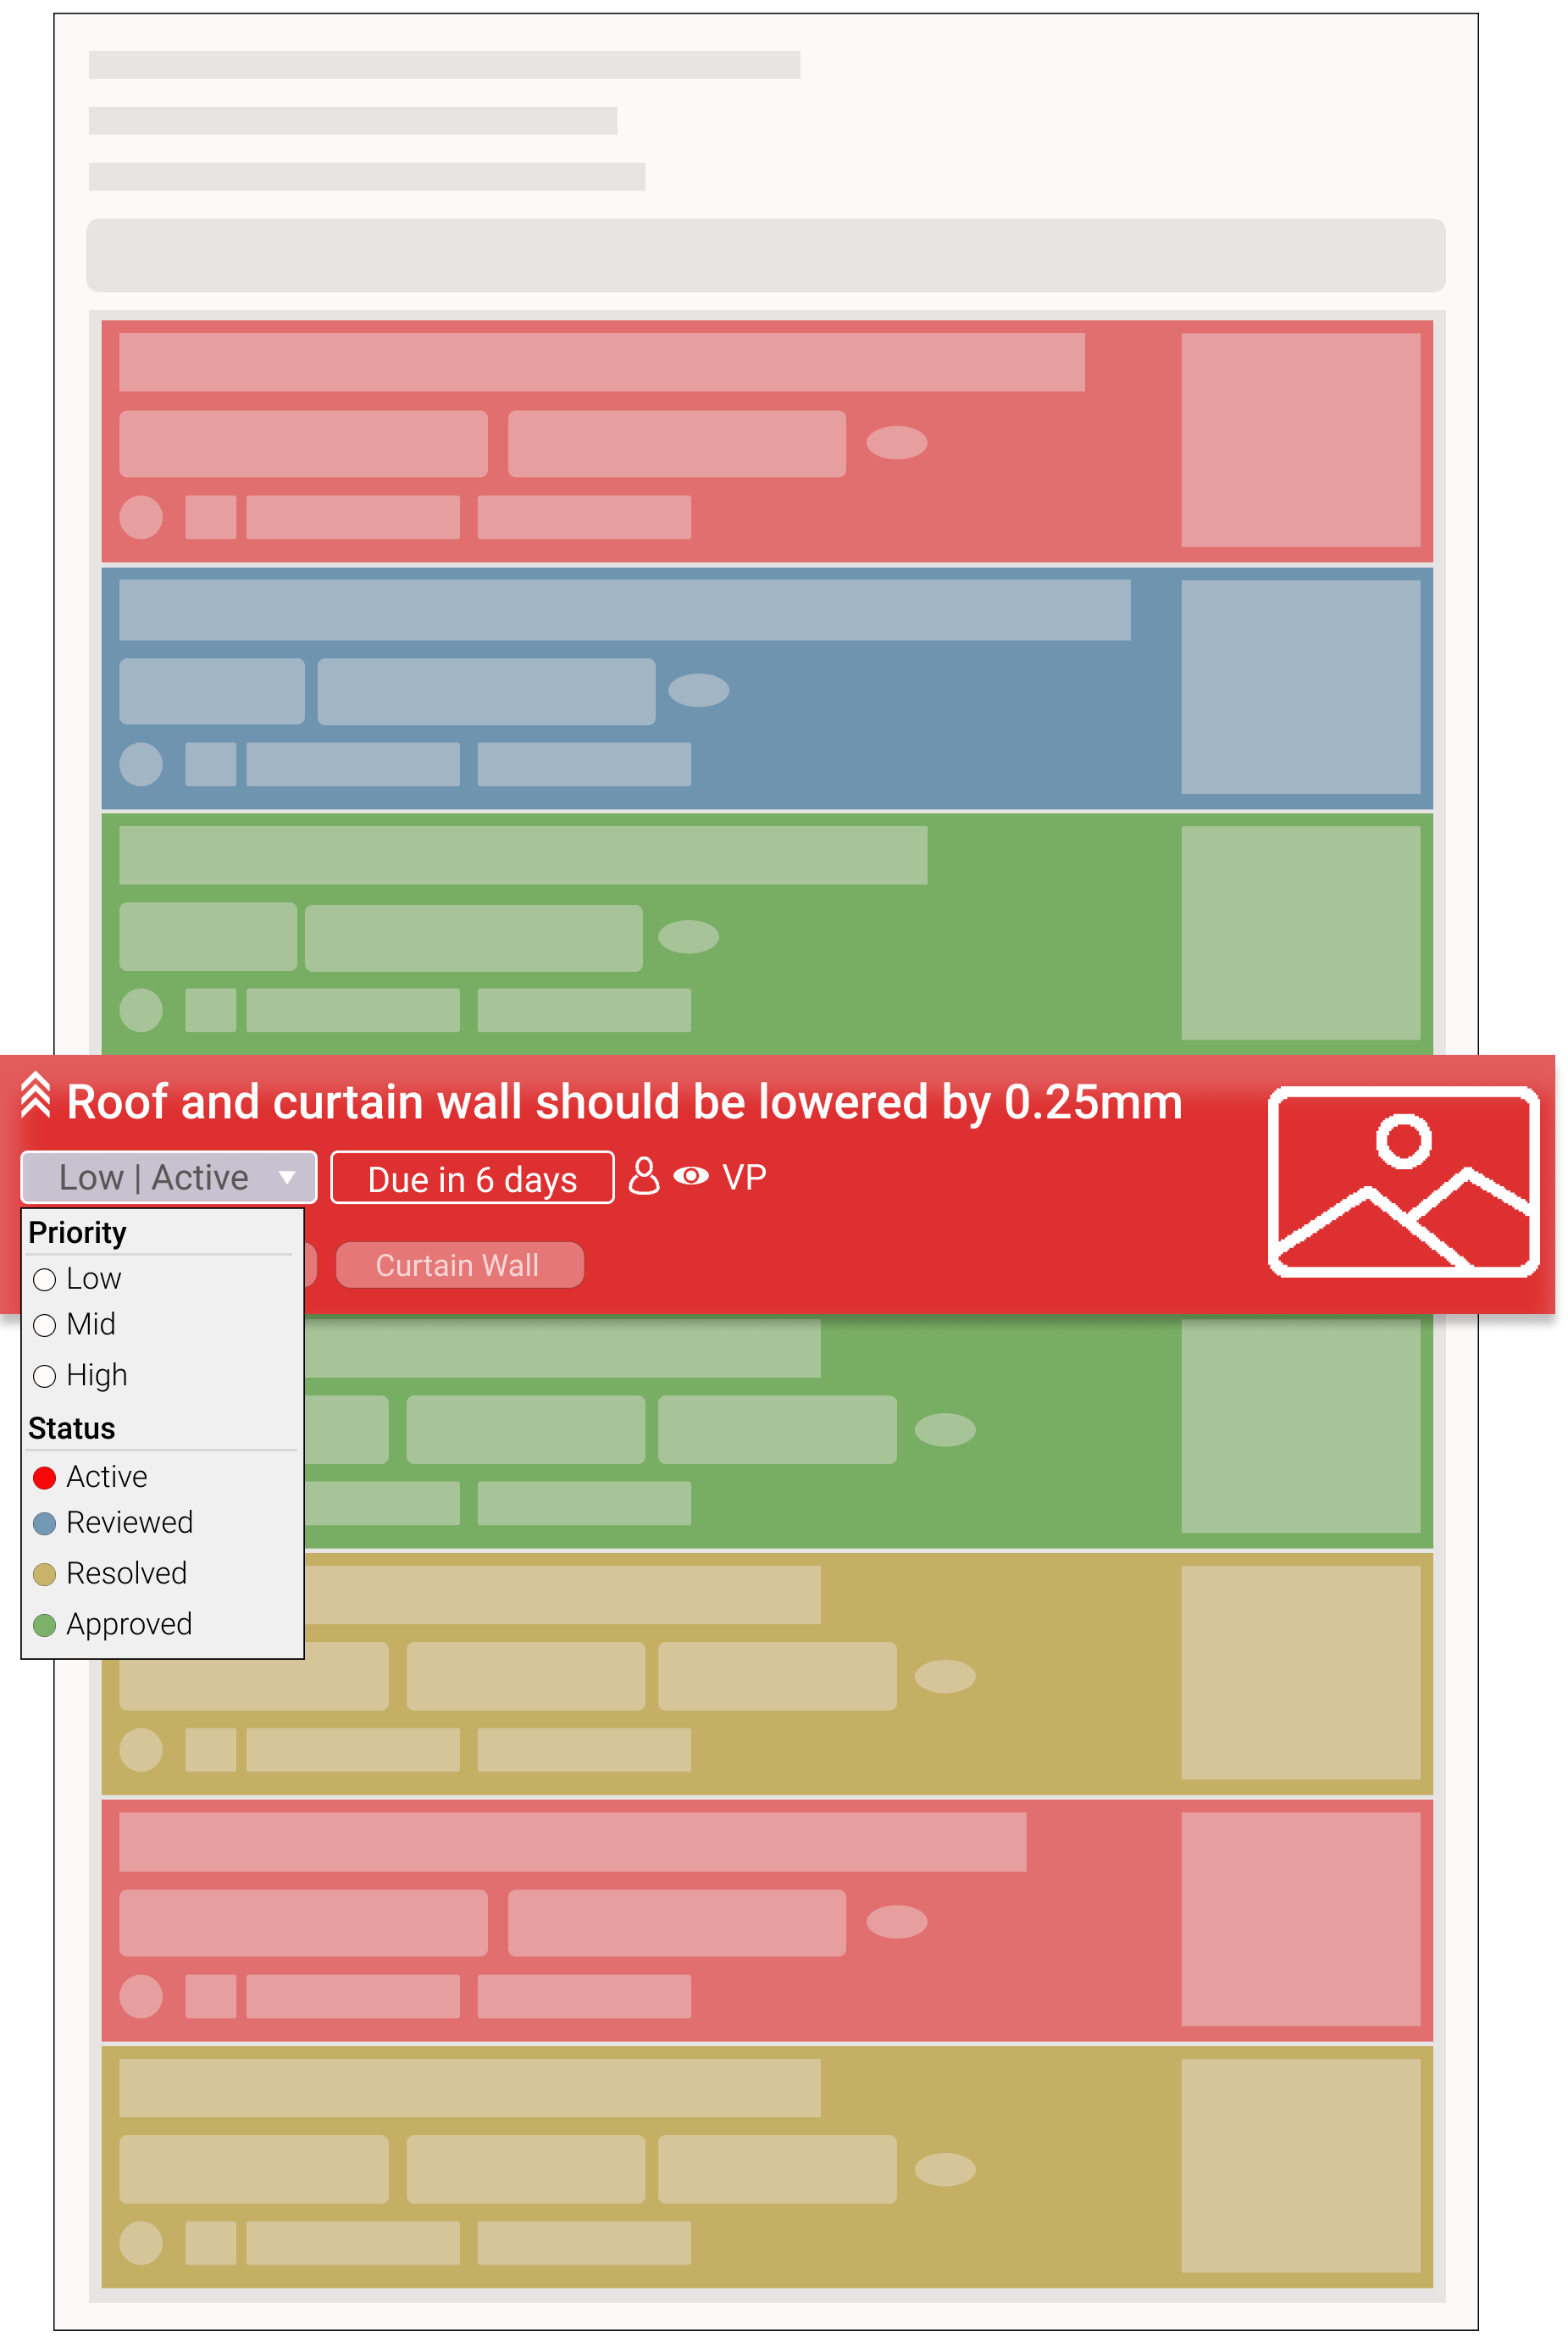 Roof and curtain wall should be lowered by 0.25mm
Low | Active
Due in 6 days
VP
Curtain Wall
Priority
Low
Mid
High
Status
Active
Reviewed
Resolved
Approved